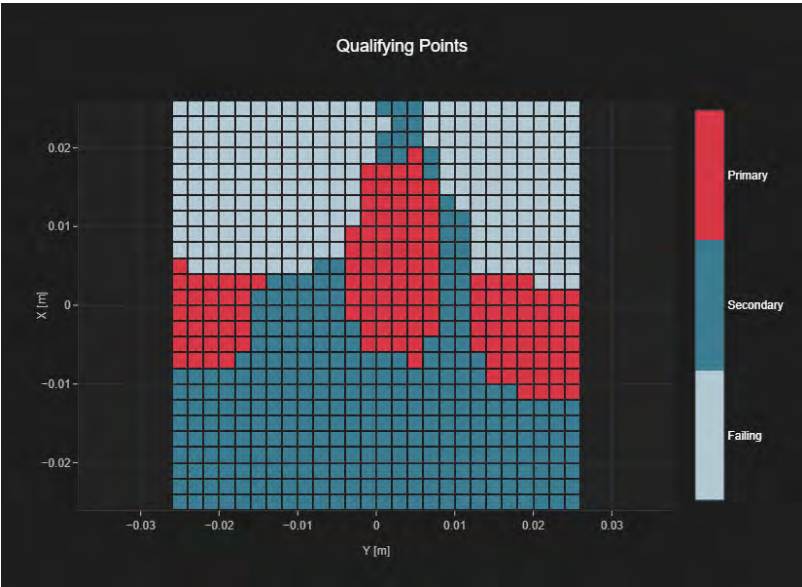 Qualifying Points
0.02
0.01
0
−0.01
−0.02
X [m]
−0.03
−0.02
−0.01
0
0.01
0.02
0.03
Y [m]
Primary
Secondary
Failing